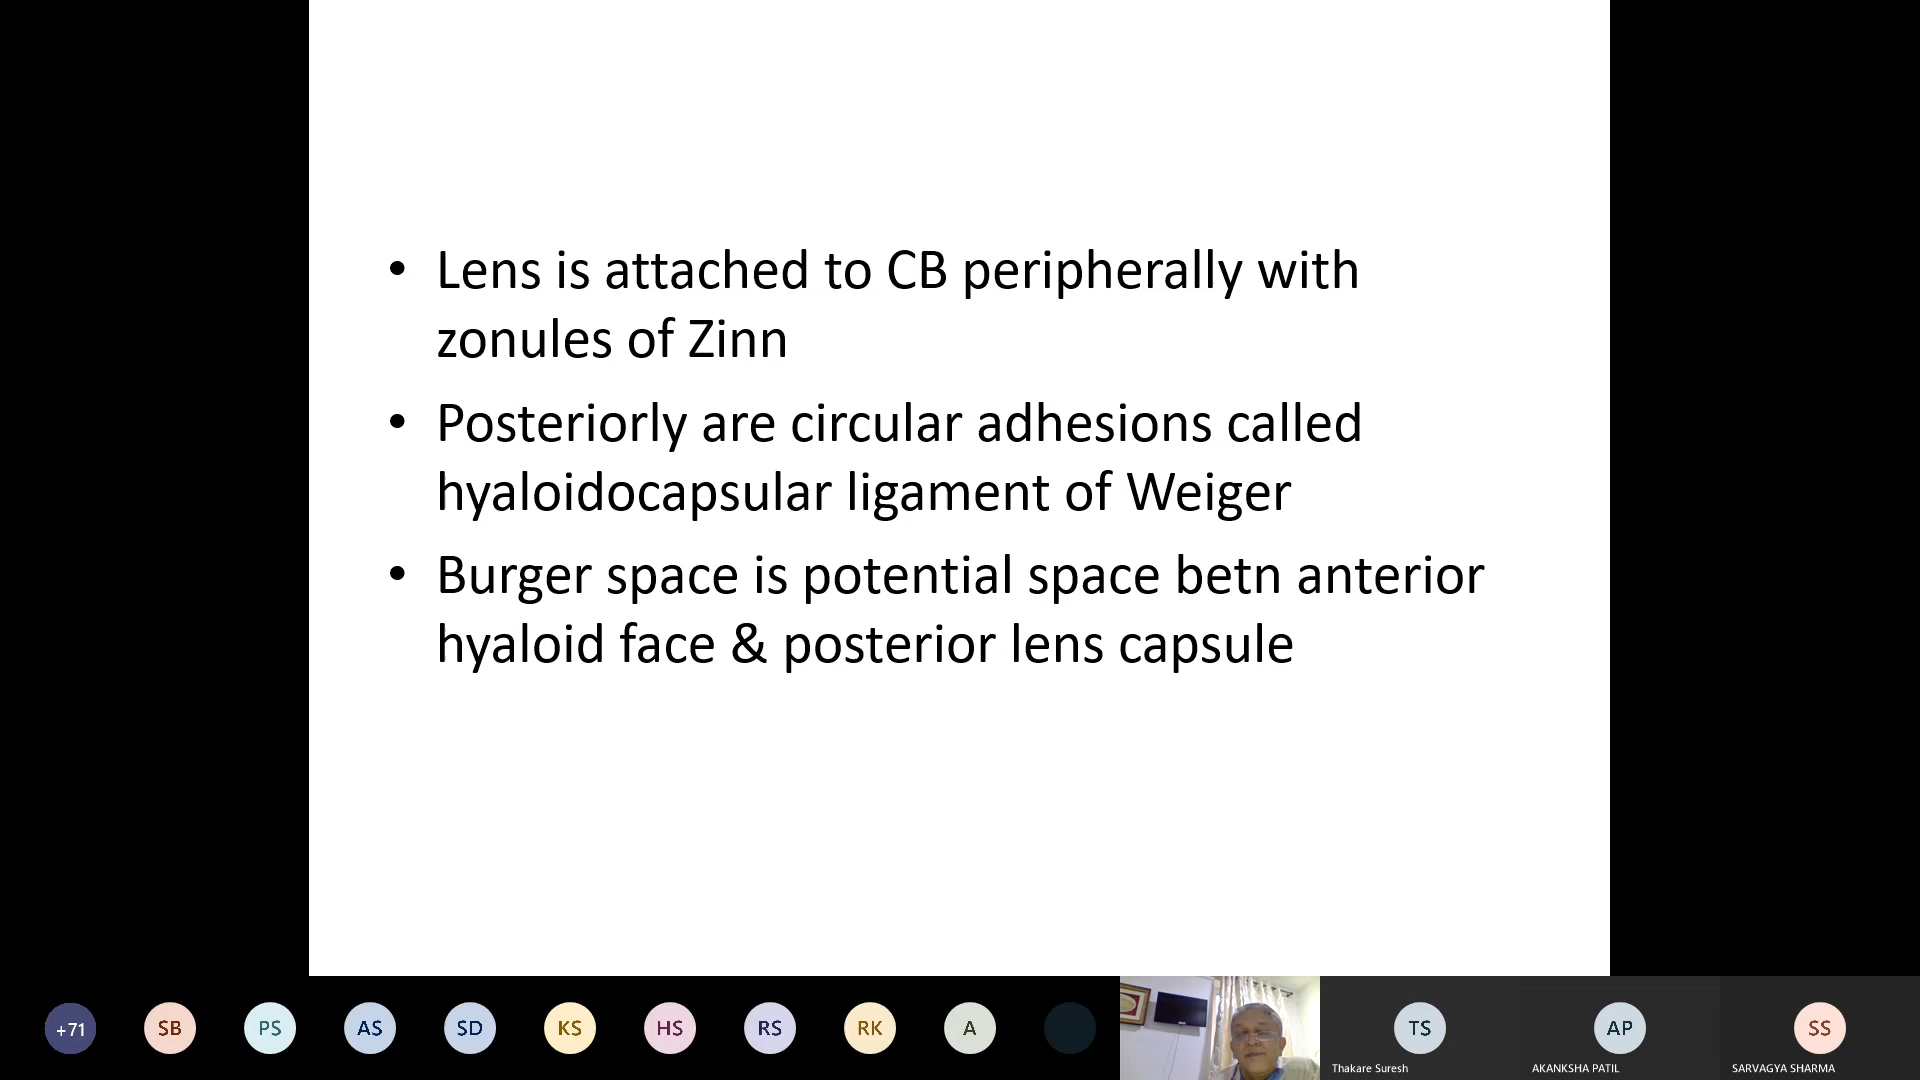 • Lens is attached to CB peripherally with
zonules of Zinn
• Posteriorly are circular adhesions called
hyaloidocapsular ligament of Weiger
• Burger space is potential space betn anterior
hyaloid face & posterior lens capsule
+71
SB
PS
AS
SD
KS
HS
RS
RK
A
TS
AP
SS
Thakare Suresh
AKANKSHA PATIL
SARVAGYA SHARMA